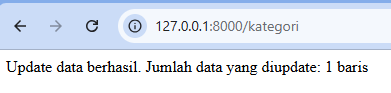 127.0.0.1:8000/kategori
Update data berhasil. Jumlah data yang diupdate: 1 baris